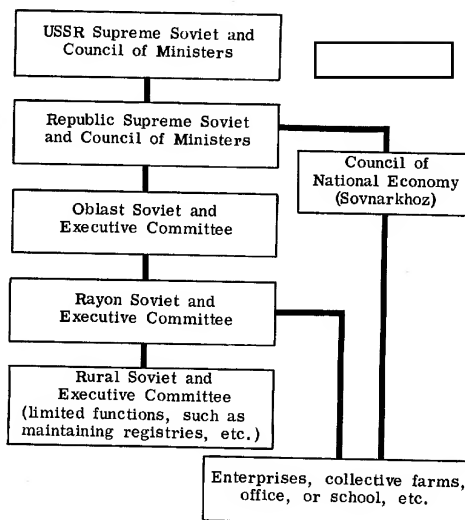 USSR Supreme Soviet and
Council of Ministers
Republic Supreme Soviet
and Council of Ministers
Council of
National Economy
(Sovnarkhoz)
Oblast Soviet and
Executive Committee
Rayon Soviet and
Executive Committee
Rural Soviet and
Executive Committee
(limited functions, such as
maintaining registries, etc.)
Enterprises, collective farms,
office, or school, etc.